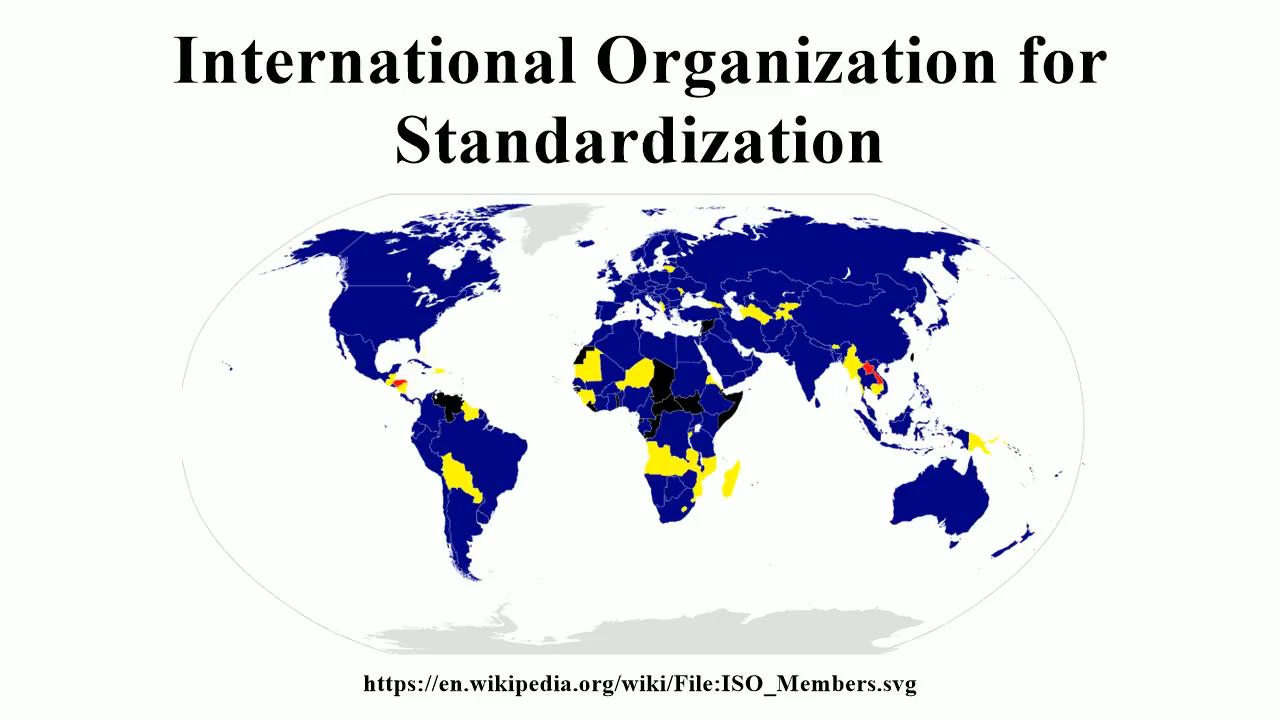 International Organization for
Standardization
https://en.wikipedia.org/wiki/File:ISO_Members.svg